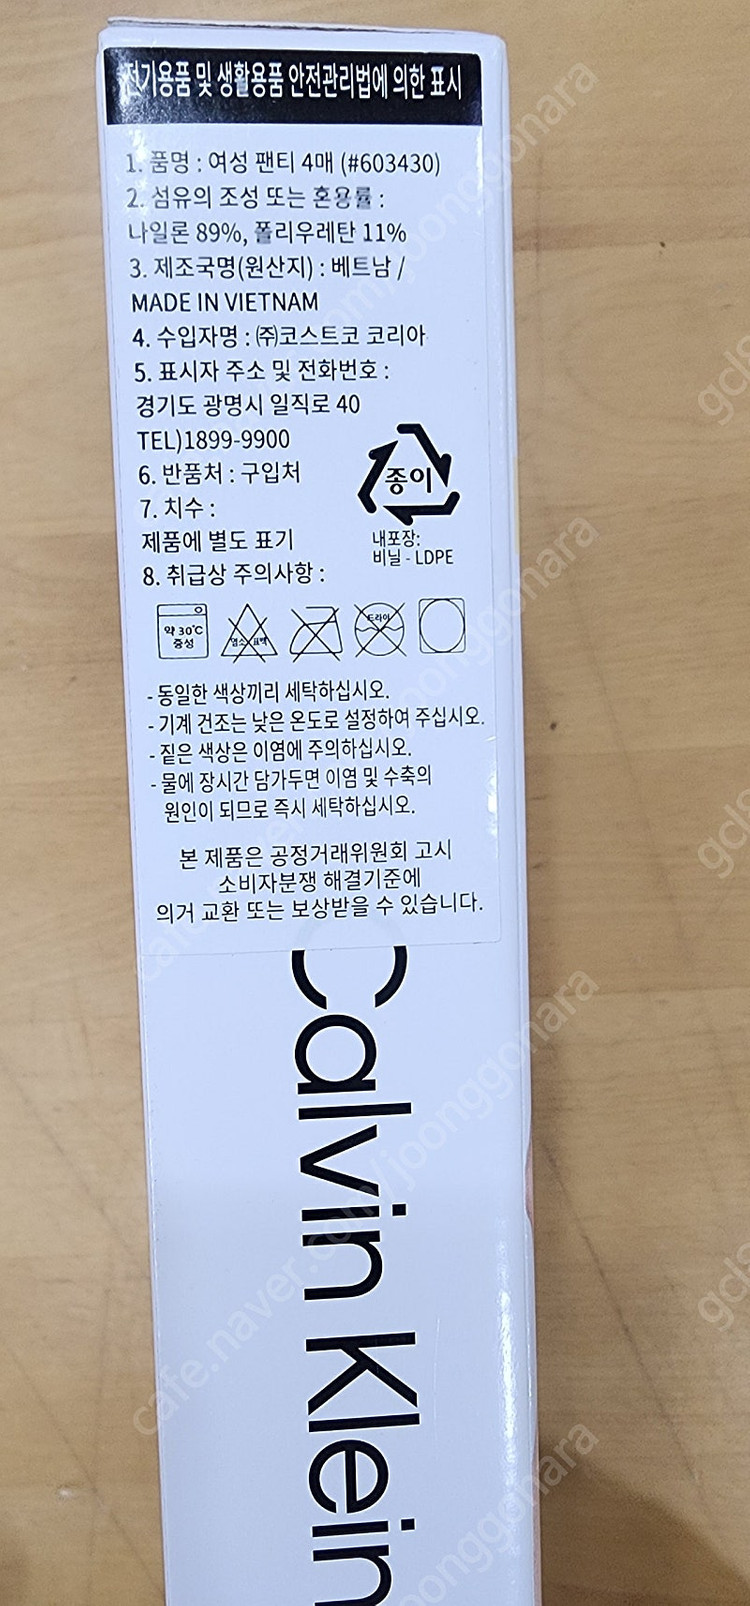 전기용품 및 생활용품 안전관리법에 의한 표시
1. 품명 : 여성 팬티 4매 (#603430)
2. 섬유의 조성 또는 혼용률 :
나일론 89%, 폴리우레탄 11%
3. 제조국명(원산지) : 베트남 /
MADE IN VIETNAM
4. 수입자명 : ㈜코스트코 코리아
5. 표시자 주소 및 전화번호 :
경기도 광명시 일직로 40
TEL)1899-9900
6. 반품처 : 구입처
7. 치수 :
제품에 별도 표기
종이
내포장:
비닐 - LDPE
8. 취급상 주의사항 :
약 30℃
중성
염소 표백
드라이
- 동일한 색상끼리 세탁하십시오.
- 기계 건조는 낮은 온도로 설정하여 주십시오.
- 짙은 색상은 이염에 주의하십시오.
- 물에 장시간 담가두면 이염 및 수축의
원인이 되므로 즉시 세탁하십시오.
본 제품은 공정거래위원회 고시
소비자분쟁 해결기준에
의거 교환 또는 보상받을 수 있습니다.
Calvin Klein
cafe.naver.com/joonggonara